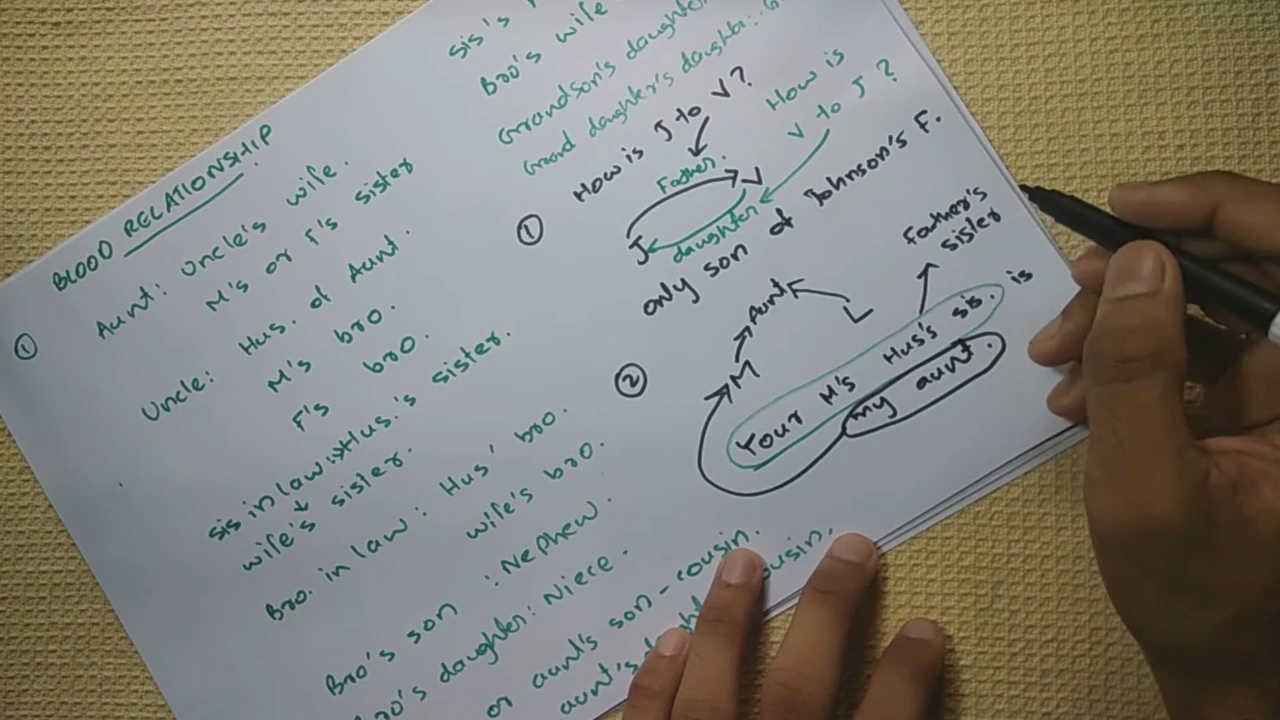 BLOOD RELATIONSHIP
①
Aunt: Uncle's wife.
M's or F's sister
Uncle: Hus. of Aunt.
M's bro.
F's bro.
sis in law: Hus.'s sister.
wife's sister.
Bro. in law: Hus' bro.
wife's bro.
Bro's son : Nephew.
Bro's daughter: Niece.
or aunt's son - cousin.
aunt's cousin.
sis's
Bro's wife
Grandson's daughter
Grand daughter's daughter:
How is J to V?
How is
V to J?
①
Father.
J V
daughter
only son of Johnson's F.
②
Aunt
M
L
Father's
sister
Your M's Hus's sis. is
my aunt.